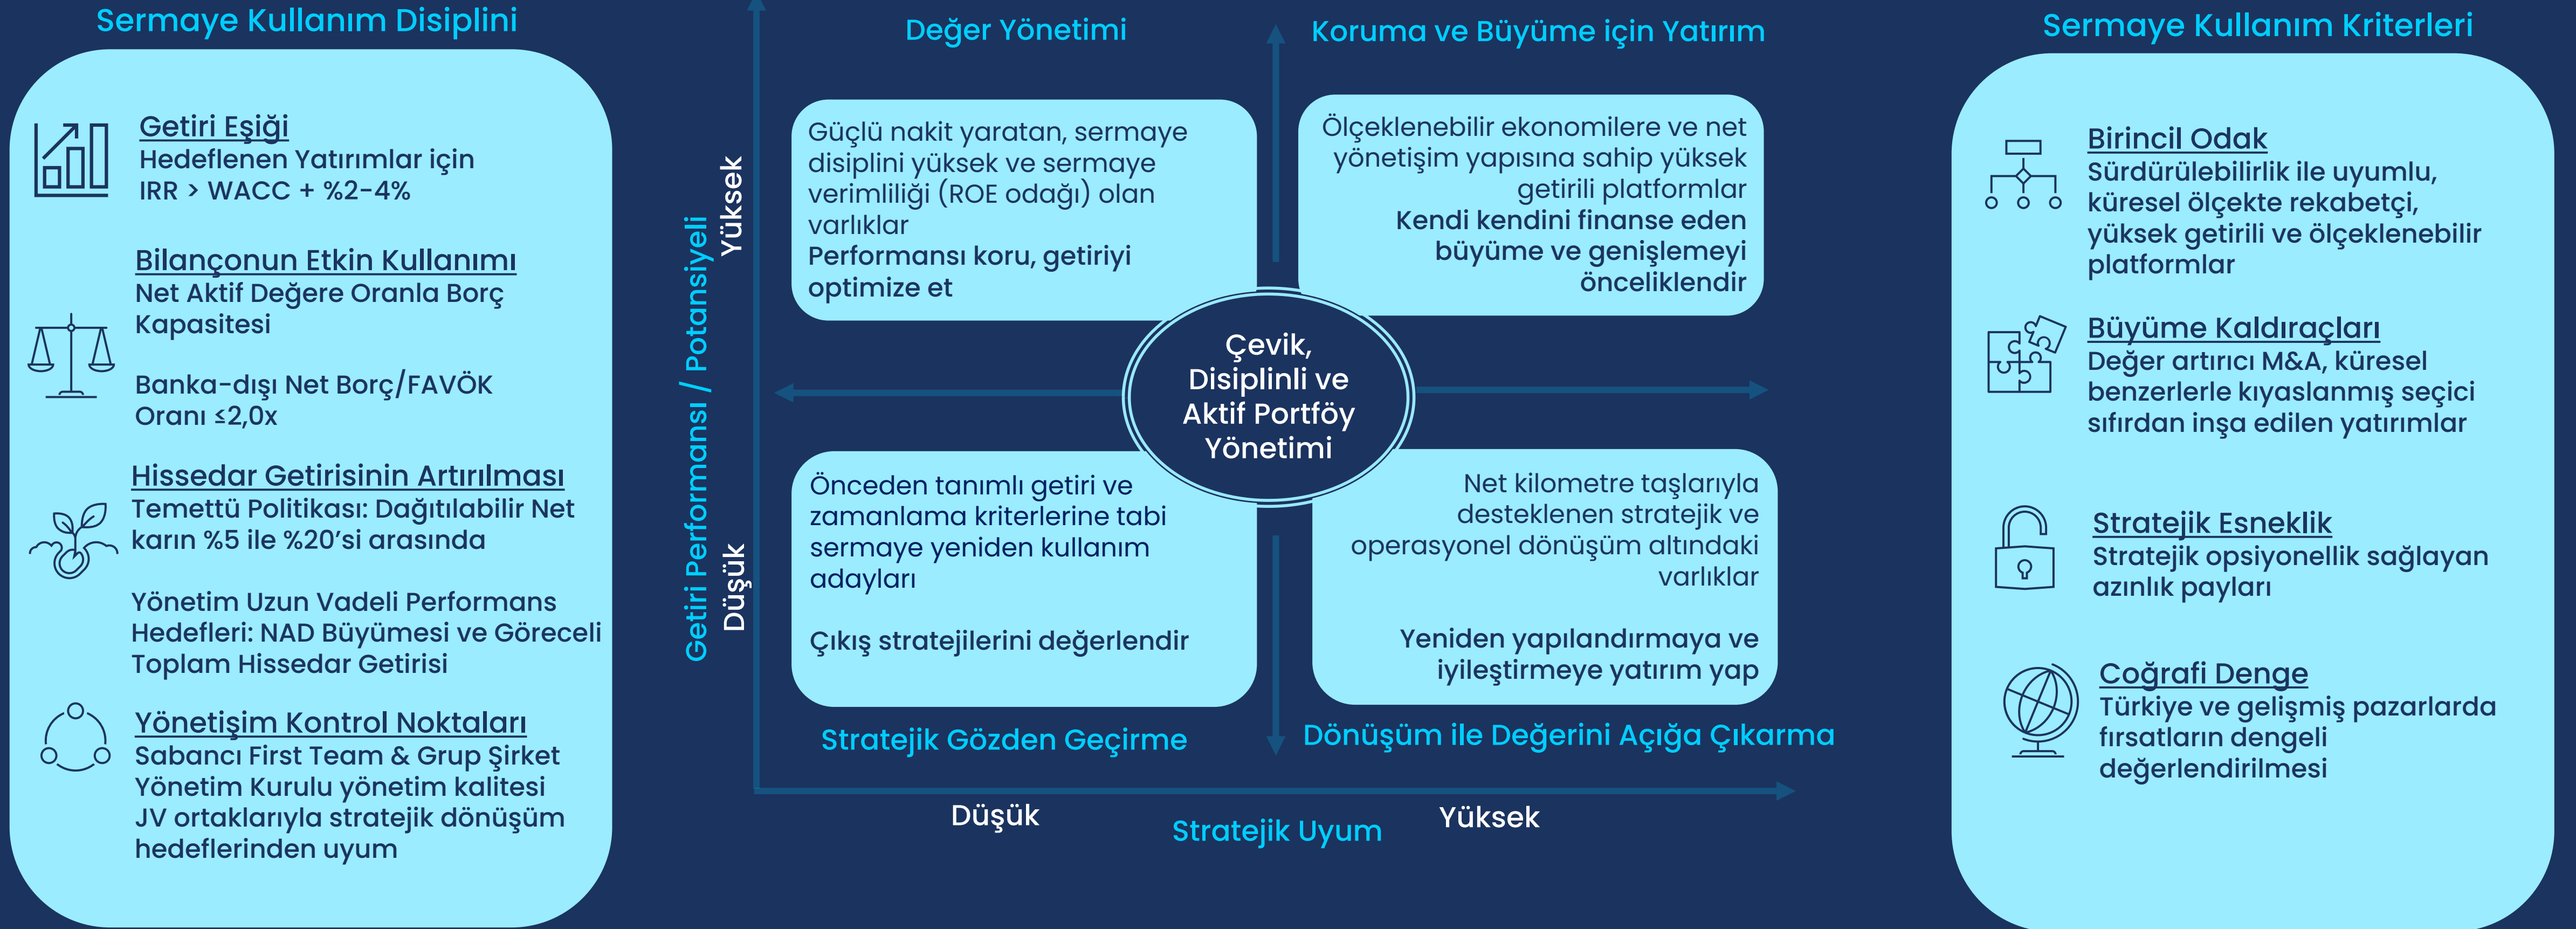 Sermaye Kullanım Disiplini
Getiri Eşiği
Hedeflenen Yatırımlar için
IRR > WACC + %2-4%
Bilançonun Etkin Kullanımı
Net Aktif Değere Oranla Borç
Kapasitesi
Banka-dışı Net Borç/FAVÖK
Oranı ≤2,0x
Hissedar Getirisinin Artırılması
Temettü Politikası: Dağıtılabilir Net
karın %5 ile %20’si arasında
Yönetim Uzun Vadeli Performans
Hedefleri: NAD Büyümesi ve Göreceli
Toplam Hissedar Getirisi
Yönetişim Kontrol Noktaları
Sabancı First Team & Grup Şirket
Yönetim Kurulu yönetim kalitesi
JV ortaklarıyla stratejik dönüşüm
hedeflerinden uyum
Getiri Performansı / Potansiyeli
Yüksek
Düşük
Değer Yönetimi
Güçlü nakit yaratan, sermaye
disiplini yüksek ve sermaye
verimliliği (ROE odağı) olan
varlıklar
Performansı koru, getiriyi
optimize et
Koruma ve Büyüme için Yatırım
Ölçeklenebilir ekonomilere ve net
yönetişim yapısına sahip yüksek
getirili platformlar
Kendi kendini finanse eden
büyüme ve genişlemeyi
önceliklendir
Çevik,
Disiplinli ve
Aktif Portföy
Yönetimi
Önceden tanımlı getiri ve
zamanlama kriterlerine tabi
sermaye yeniden kullanım
adayları
Çıkış stratejilerini değerlendir
Stratejik Gözden Geçirme
Net kilometre taşlarıyla
desteklenen stratejik ve
operasyonel dönüşüm altındaki
varlıklar
Yeniden yapılandırmaya ve
iyileştirmeye yatırım yap
Dönüşüm ile Değerini Açığa Çıkarma
Düşük
Stratejik Uyum
Yüksek
Sermaye Kullanım Kriterleri
Birincil Odak
Sürdürülebilirlik ile uyumlu,
küresel ölçekte rekabetçi,
yüksek getirili ve ölçeklenebilir
platformlar
Büyüme Kaldıraçları
Değer artırıcı M&A, küresel
benzerlerle kıyaslanmış seçici
sıfırdan inşa edilen yatırımlar
Stratejik Esneklik
Stratejik opsiyonellik sağlayan
azınlık payları
Coğrafi Denge
Türkiye ve gelişmiş pazarlarda
fırsatların dengeli
değerlendirilmesi